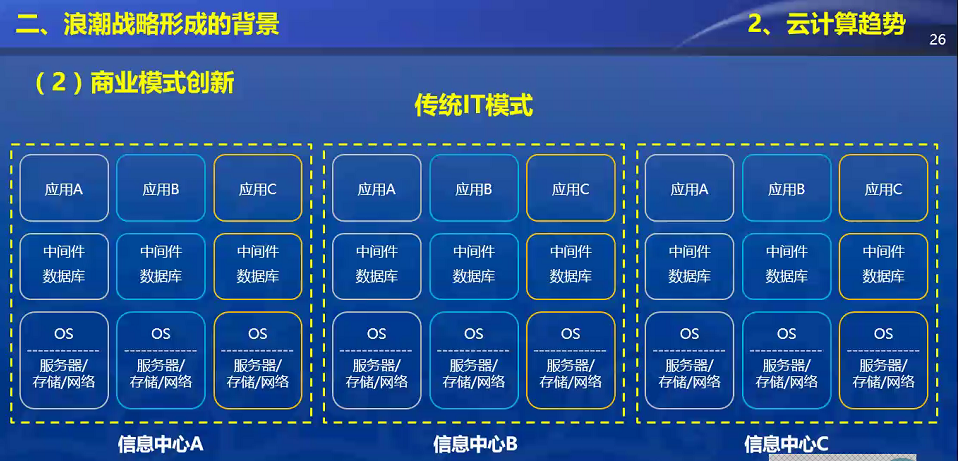 二、浪潮战略形成的背景
2、云计算趋势
26
（2）商业模式创新
传统IT模式
应用A 应用B 应用C 应用A 应用B 应用C 应用A 应用B 应用C
中间件 中间件 中间件 中间件 中间件 中间件 中间件 中间件 中间件
数据库 数据库 数据库 数据库 数据库 数据库 数据库 数据库 数据库
OS OS OS OS OS OS OS OS OS
服务器/ 服务器/ 服务器/ 服务器/ 服务器/ 服务器/ 服务器/ 服务器/ 服务器/
存储/网络 存储/网络 存储/网络 存储/网络 存储/网络 存储/网络 存储/网络 存储/网络 存储/网络
信息中心A 信息中心B 信息中心C